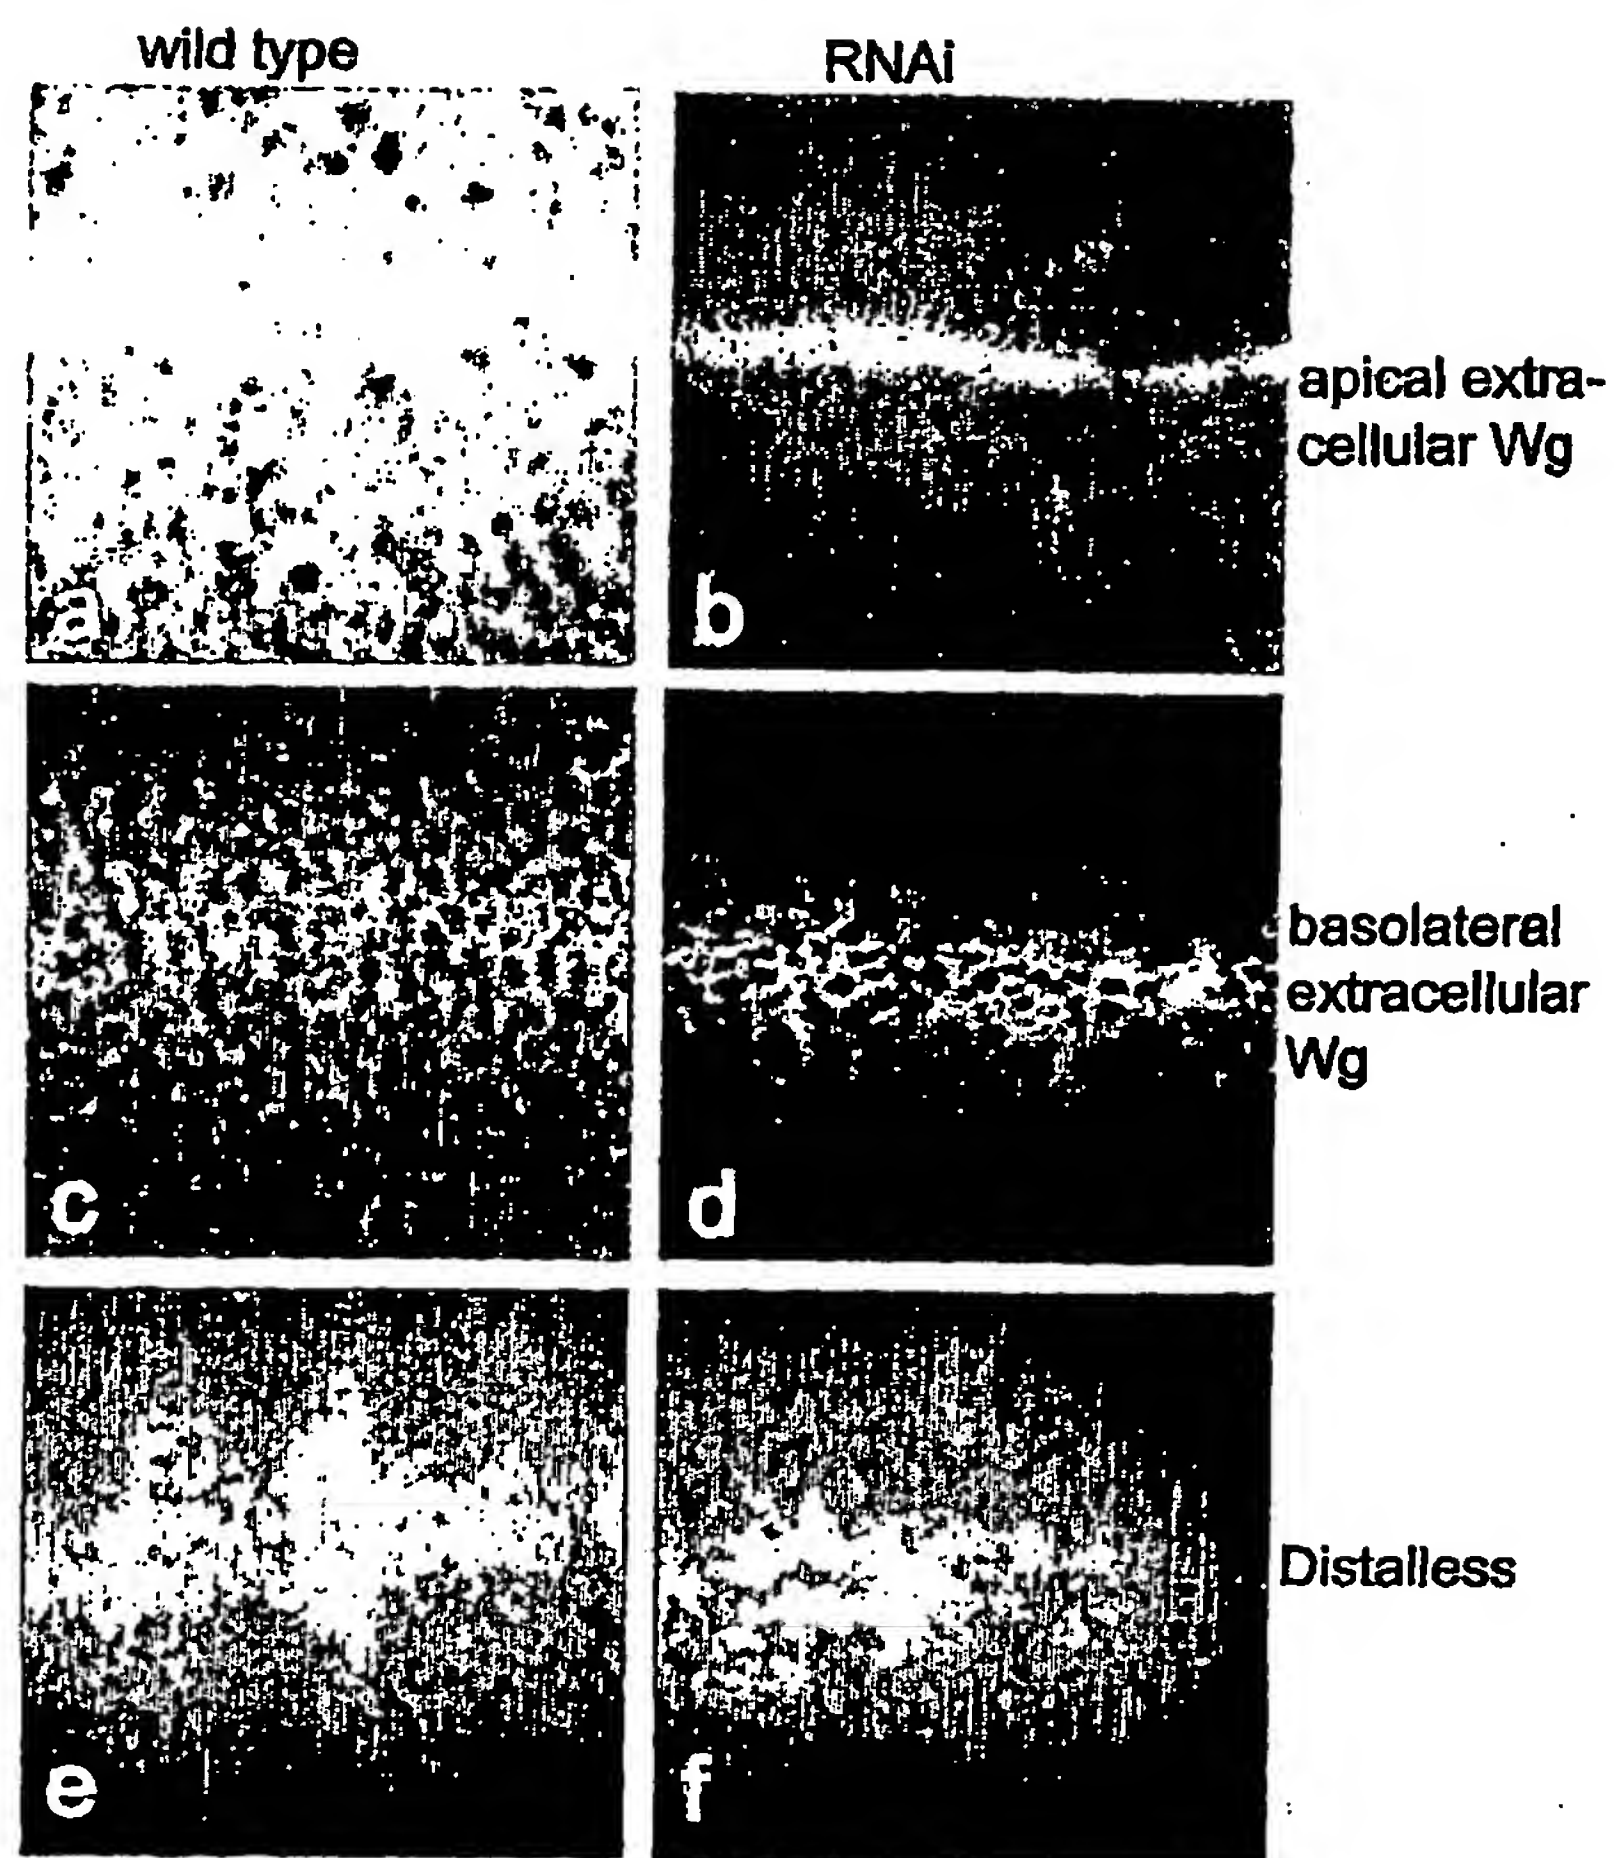 wild type
RNAi
a
b
apical extra-
cellular Wg
c
d
basolateral
extracellular
Wg
e
f
Distalless